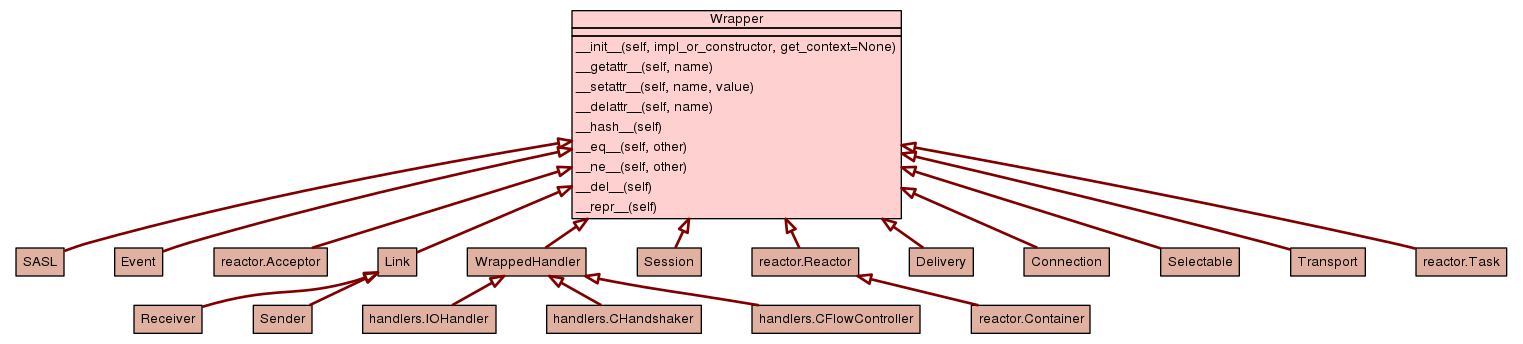 Wrapper
__init__(self, impl_or_constructor, get_context=None)
__getattr__(self, name)
__setattr__(self, name, value)
__delattr__(self, name)
__hash__(self)
__eq__(self, other)
__ne__(self, other)
__del__(self)
__repr__(self)
SASL
Event
reactor.Acceptor
Link
WrappedHandler
Session
reactor.Reactor
Delivery
Connection
Selectable
Transport
reactor.Task
Receiver
Sender
handlers.IOHandler
handlers.CHandshaker
handlers.CFlowController
reactor.Container